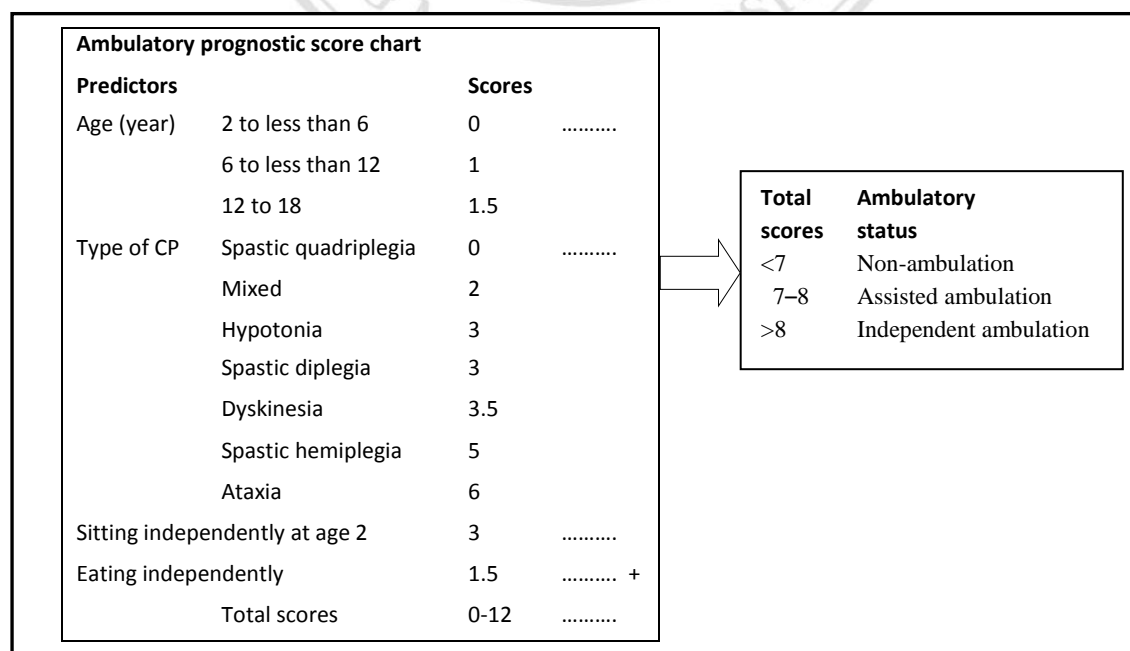 Ambulatory prognostic score chart
Predictors Scores
Age (year) 2 to less than 6 0 ..........
6 to less than 12 1
12 to 18 1.5
Type of CP Spastic quadriplegia 0 ..........
Mixed 2
Hypotonia 3
Spastic diplegia 3
Dyskinesia 3.5
Spastic hemiplegia 5
Ataxia 6
Sitting independently at age 2 3 ..........
Eating independently 1.5 .......... +
Total scores 0-12 ..........
Total Ambulatory
scores status
<7 Non-ambulation
7–8 Assisted ambulation
>8 Independent ambulation